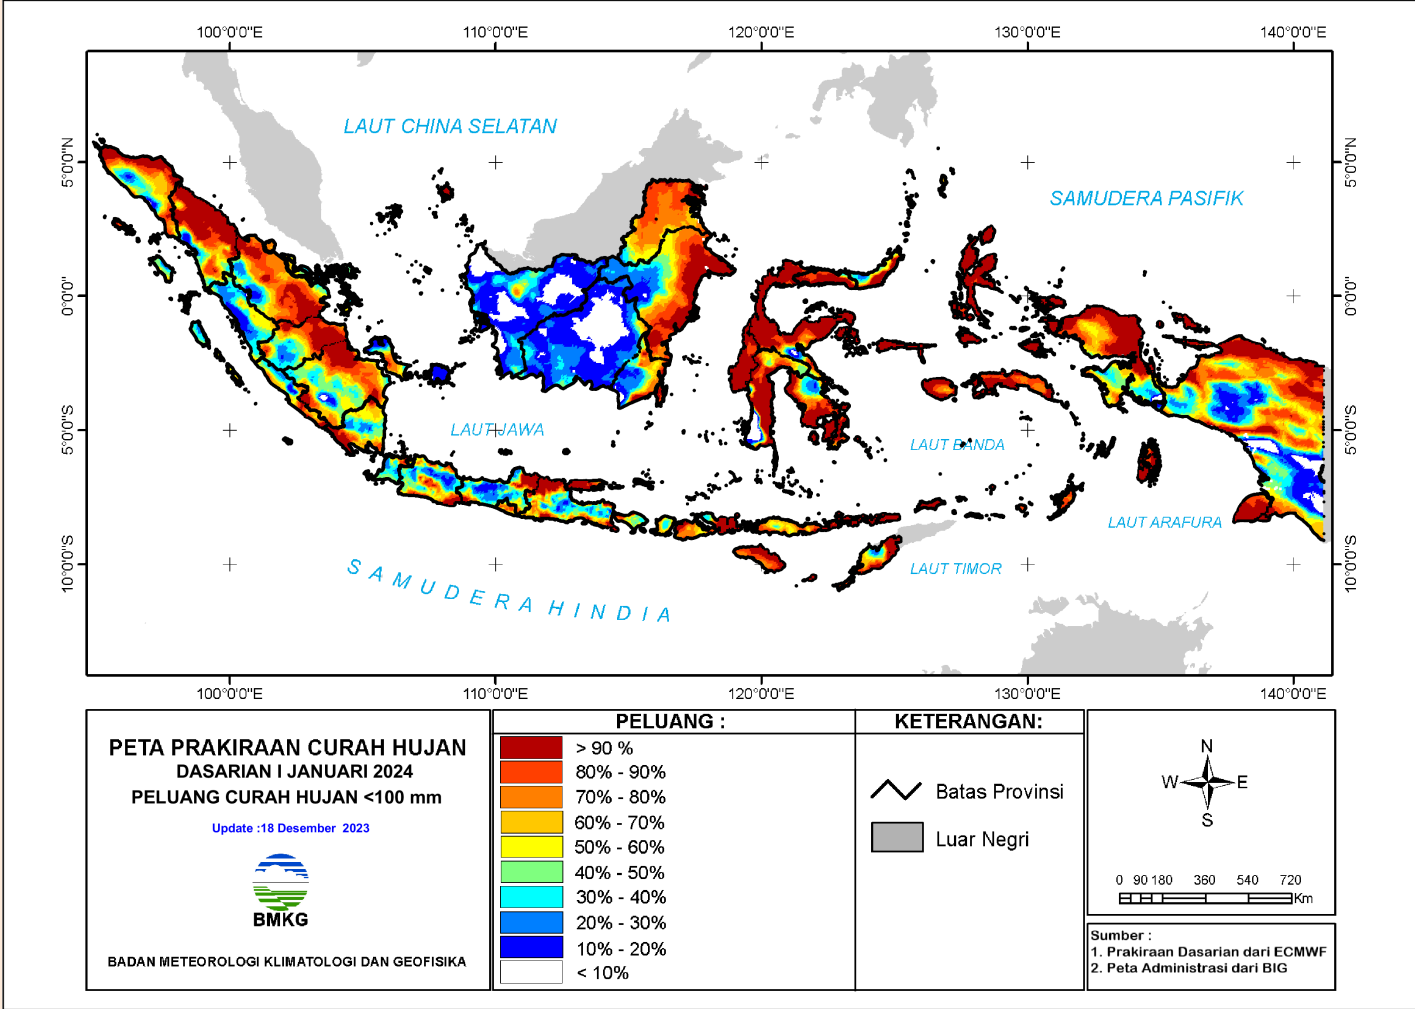 100°0'0"E 110°0'0"E 120°0'0"E 130°0'0"E 140°0'0"E
5°0'0"N 5°0'0"N
0°0'0" 0°0'0"
5°0'0"S 5°0'0"S
10°0'0"S 10°0'0"S
LAUT CHINA SELATAN
SAMUDERA PASIFIK
LAUT JAWA
LAUT BANDA
LAUT ARAFURA
LAUT TIMOR
SAMUDERA HINDIA
100°0'0"E 110°0'0"E 120°0'0"E 130°0'0"E 140°0'0"E
PETA PRAKIRAAN CURAH HUJAN
DASARIAN I JANUARI 2024
PELUANG CURAH HUJAN <100 mm
Update :18 Desember 2023
BMKG
BADAN METEOROLOGI KLIMATOLOGI DAN GEOFISIKA
PELUANG :
> 90 %
80% - 90%
70% - 80%
60% - 70%
50% - 60%
40% - 50%
30% - 40%
20% - 30%
10% - 20%
< 10%
KETERANGAN:
Batas Provinsi
Luar Negri
N
W E
S
0 90 180 360 540 720
Km
Sumber :
1. Prakiraan Dasarian dari ECMWF
2. Peta Administrasi dari BIG